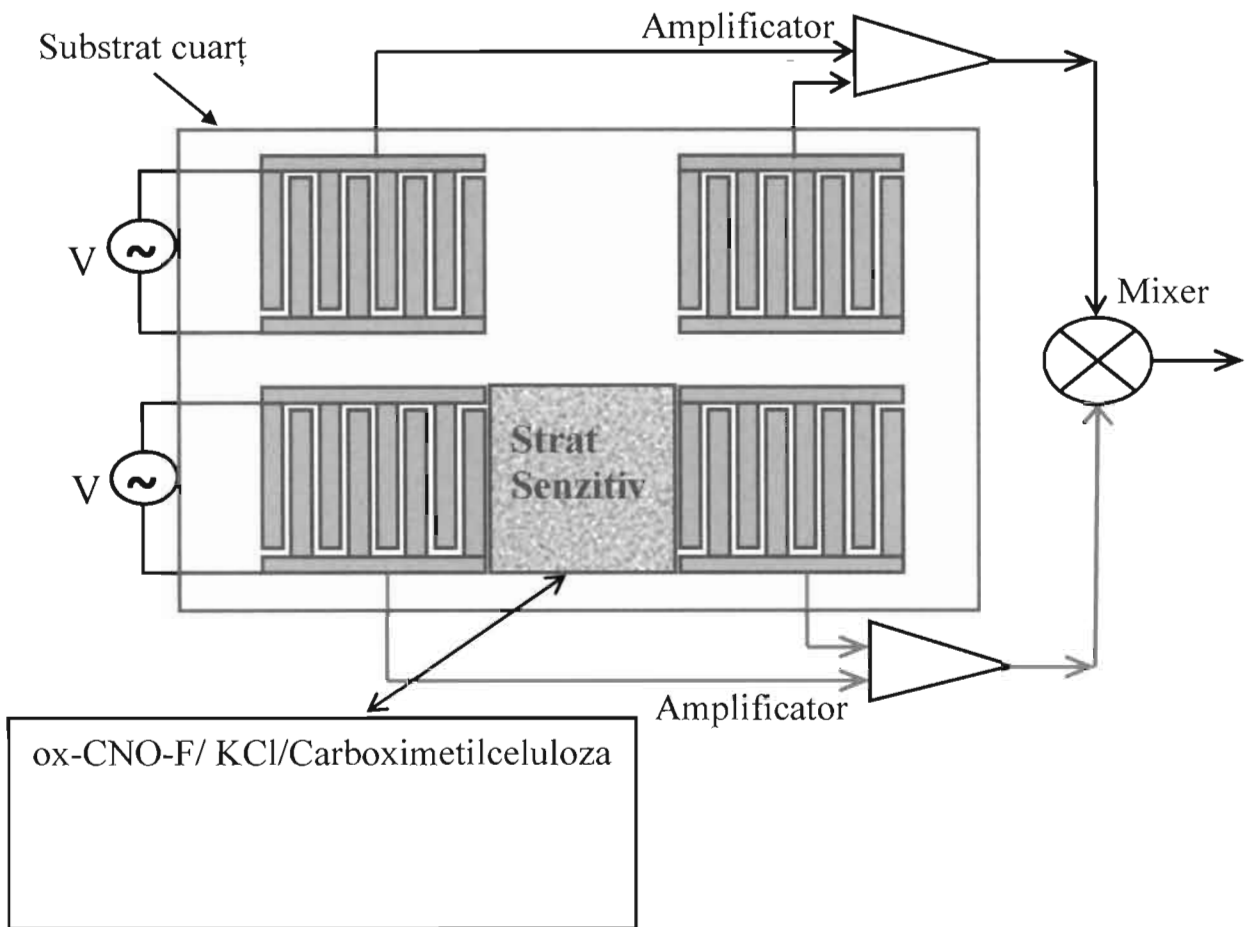 Amplificator
Substrat cuarț
V
Mixer
V
Strat
Senzitiv
Amplificator
ox-CNO-F/ KCl/Carboximetilceluloza